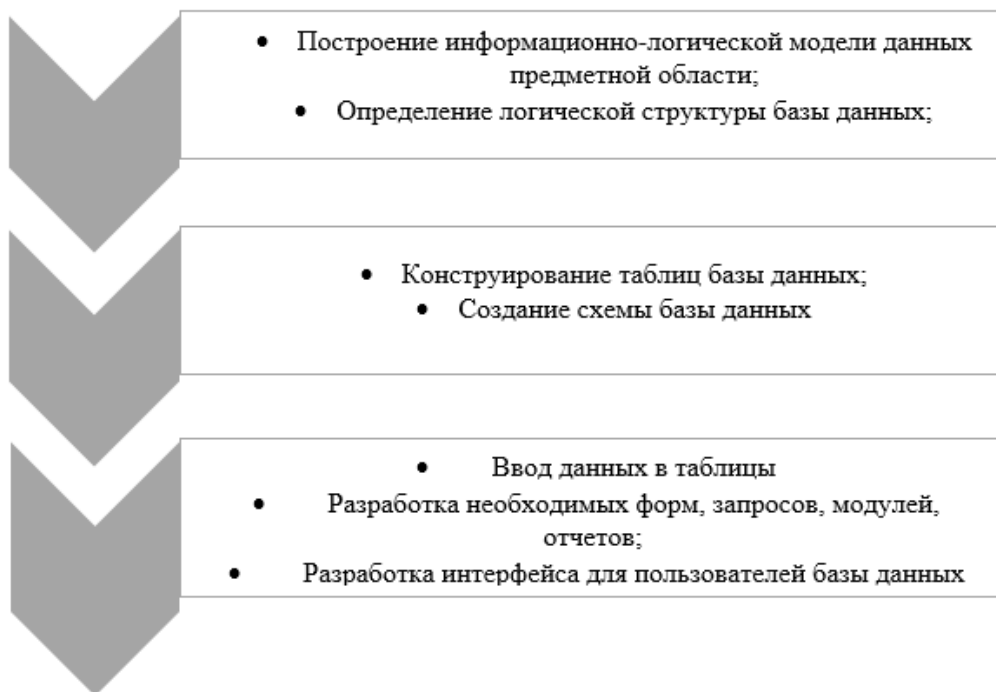 • Построение информационно-логической модели данных
предметной области;
• Определение логической структуры базы данных;
• Конструирование таблиц базы данных;
• Создание схемы базы данных
• Ввод данных в таблицы
• Разработка необходимых форм, запросов, модулей,
отчетов;
• Разработка интерфейса для пользователей базы данных